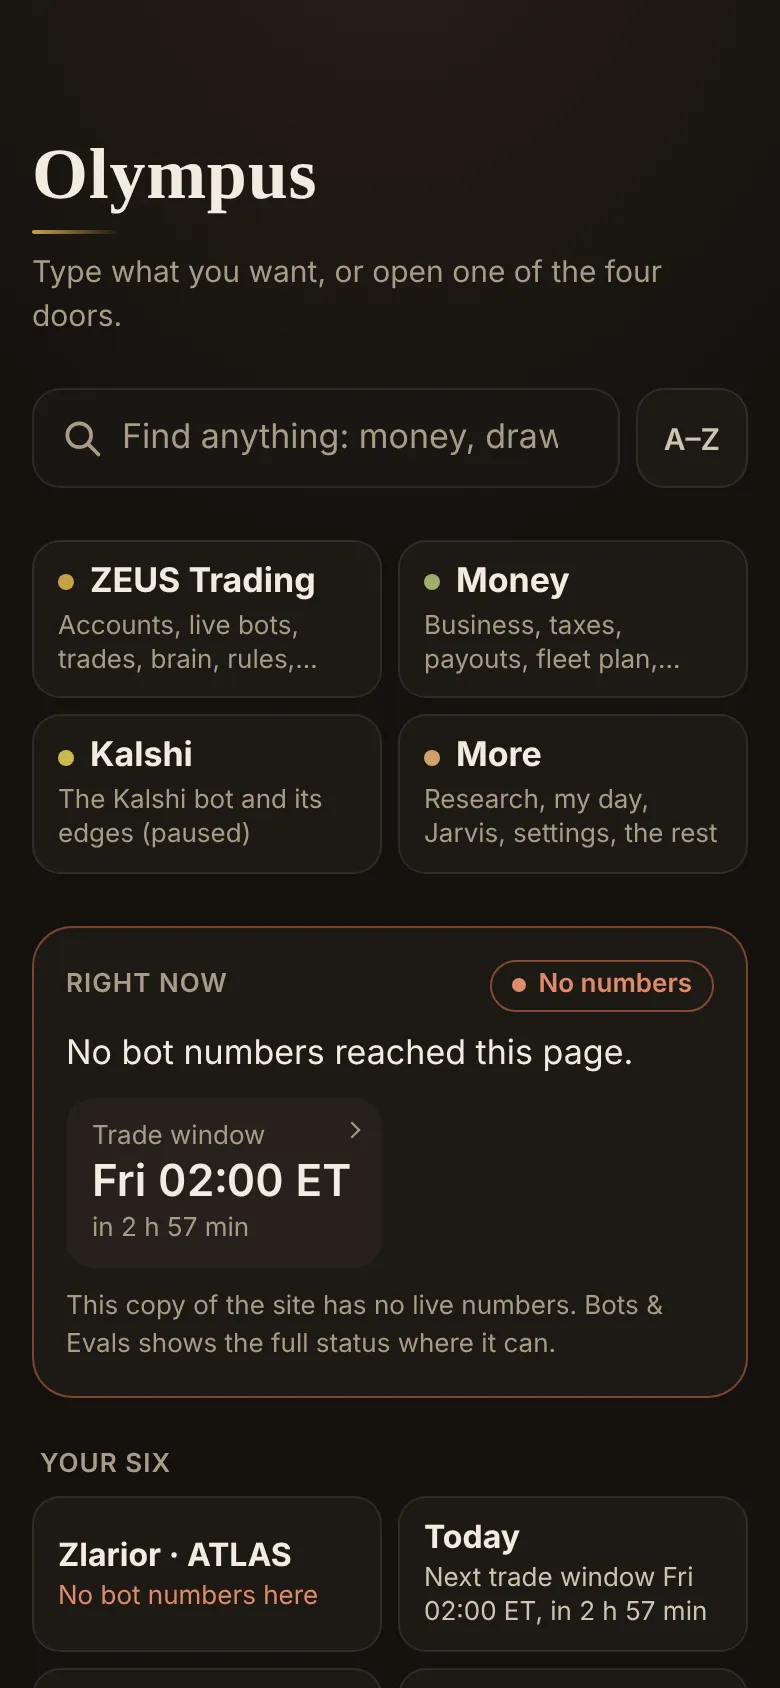 Olympus
Type what you want, or open one of the four
doors.
Find anything: money, draw
A–Z
ZEUS Trading
Accounts, live bots,
trades, brain, rules,...
Money
Business, taxes,
payouts, fleet plan,...
Kalshi
The Kalshi bot and its
edges (paused)
More
Research, my day,
Jarvis, settings, the rest
RIGHT NOW
No numbers
No bot numbers reached this page.
Trade window
Fri 02:00 ET
in 2 h 57 min
This copy of the site has no live numbers. Bots &
Evals shows the full status where it can.
YOUR SIX
Zlarior · ATLAS
No bot numbers here
Today
Next trade window Fri
02:00 ET, in 2 h 57 min